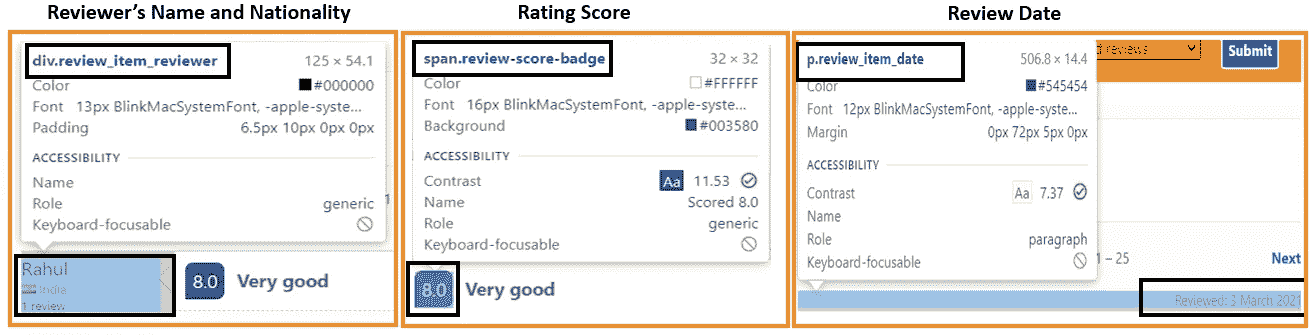 Reviewer's Name and Nationality
div.review_item_reviewer 125 × 54.1
Color #000000
Font 13px BlinkMacSystemFont, -apple-syste...
Padding 6.5px 10px 0px 0px
ACCESSIBILITY
Name
Role generic
Keyboard-focusable
Rahul
India
1 review
8.0 Very good
Rating Score
span.review-score-badge 32 × 32
Color #FFFFFF
Font 16px BlinkMacSystemFont, -apple-syste...
Background #003580
ACCESSIBILITY
Contrast Aa 11.53
Name Scored 8.0
Role generic
Keyboard-focusable
8.0 Very good
Review Date
p.review_item_date 506.8 × 14.4
Color #545454
Font 12px BlinkMacSystemFont, -apple-syste...
Margin 0px 72px 5px 0px
ACCESSIBILITY
Contrast Aa 7.37
Name
Role paragraph
Keyboard-focusable
reviews Submit
1 – 25 Next
Reviewed: 3 March 2021